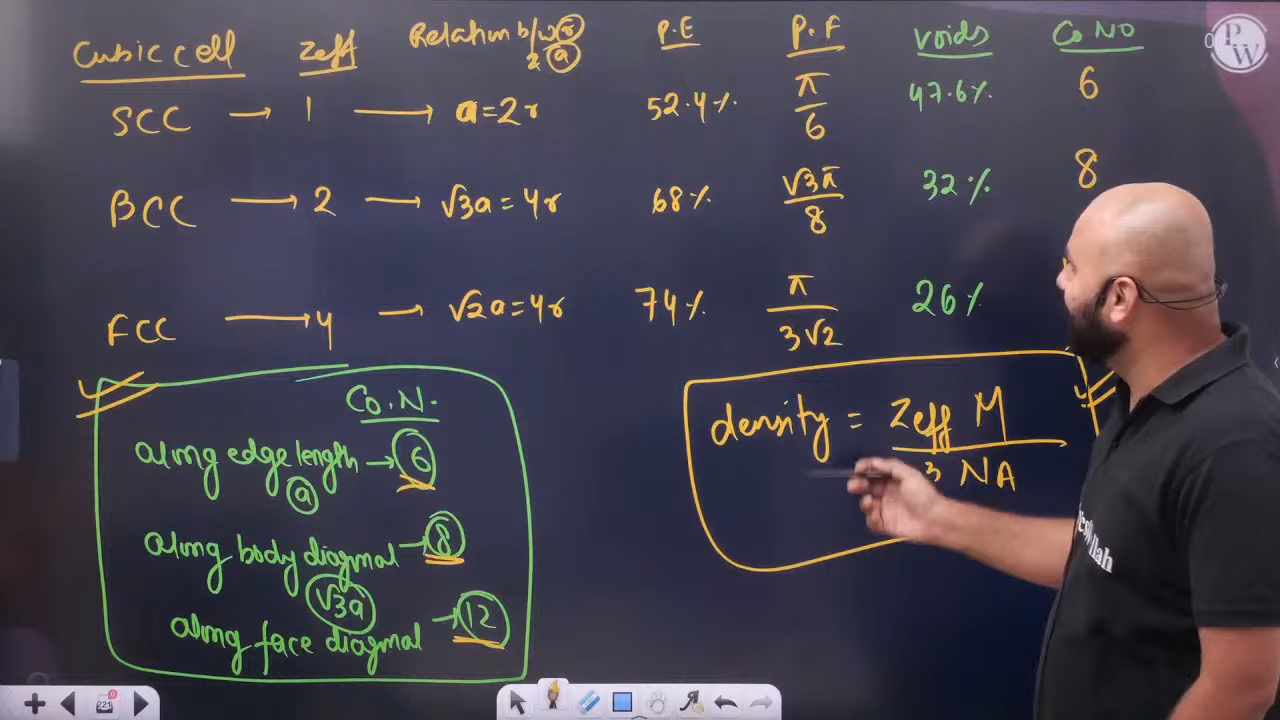 Cubic cell Zeff Relation b/w r & a P.E P.F voids Co No
SCC → 1 → a=2r 52.4% π/6 47.6% 6
BCC → 2 → √3a = 4r 68% √3π/8 32% 8
FCC → 4 → √2a = 4r 74% π/3√2 26%
Co.N.
along edge length → 6
a
along body diagonal → 8
√3a
along face diagonal → 12
density = Zeff M
3 NA
PW
221